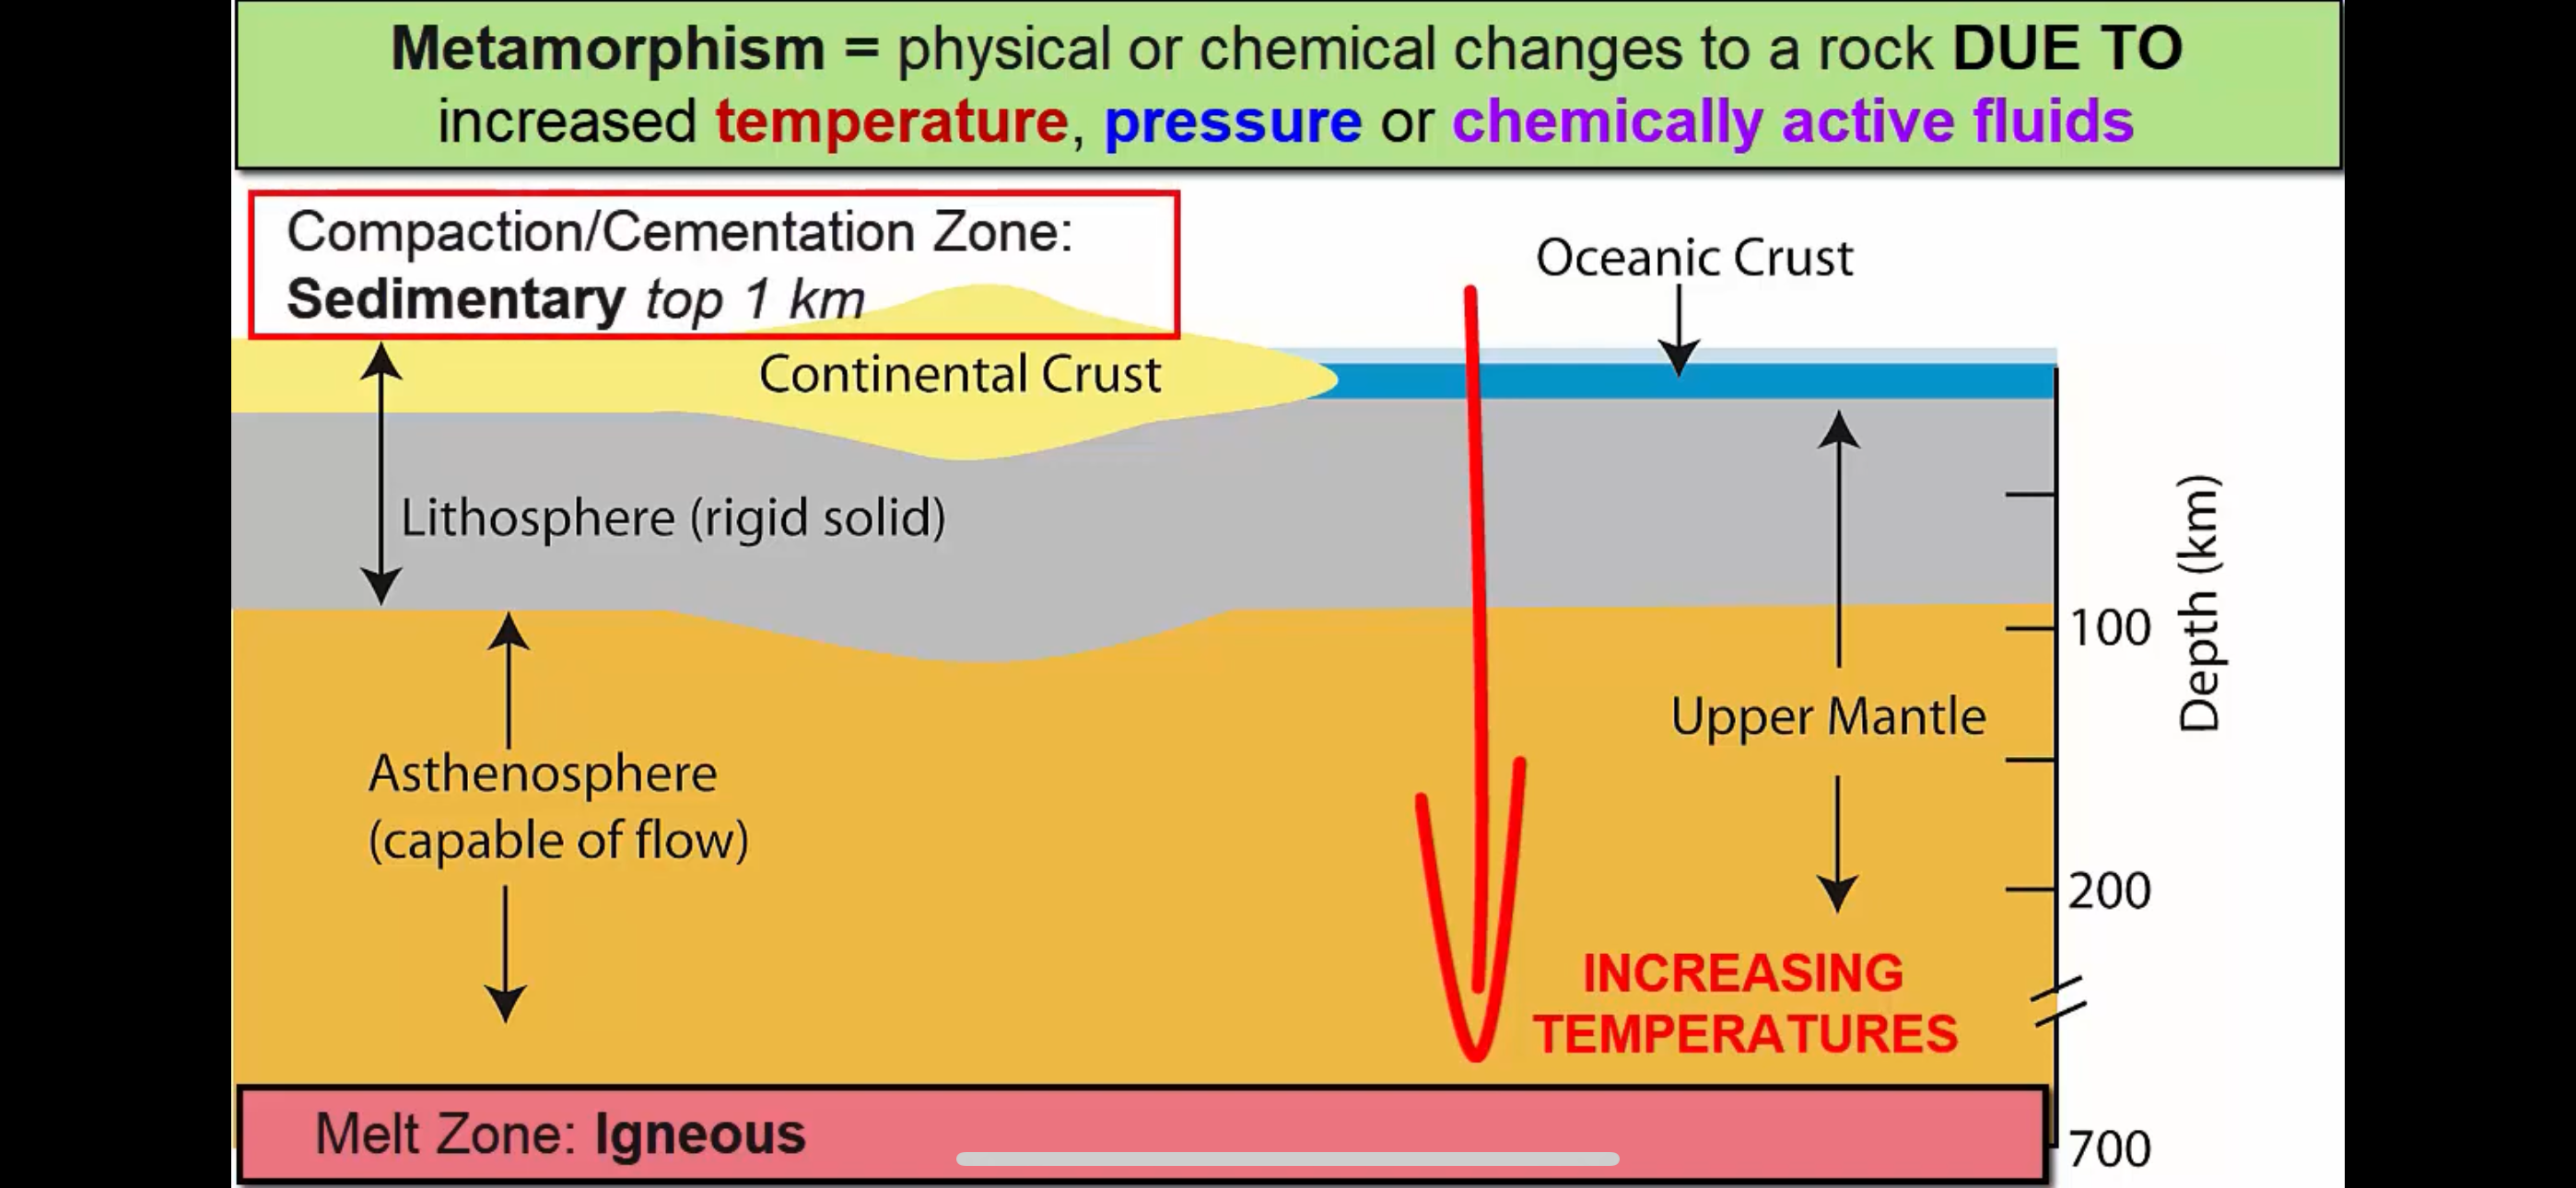 Metamorphism = physical or chemical changes to a rock DUE TO
increased temperature, pressure or chemically active fluids
Compaction/Cementation Zone:
Sedimentary top 1 km
Oceanic Crust
Continental Crust
Lithosphere (rigid solid)
Depth (km)
100
Upper Mantle
Asthenosphere
(capable of flow)
200
INCREASING
TEMPERATURES
Melt Zone: Igneous
700